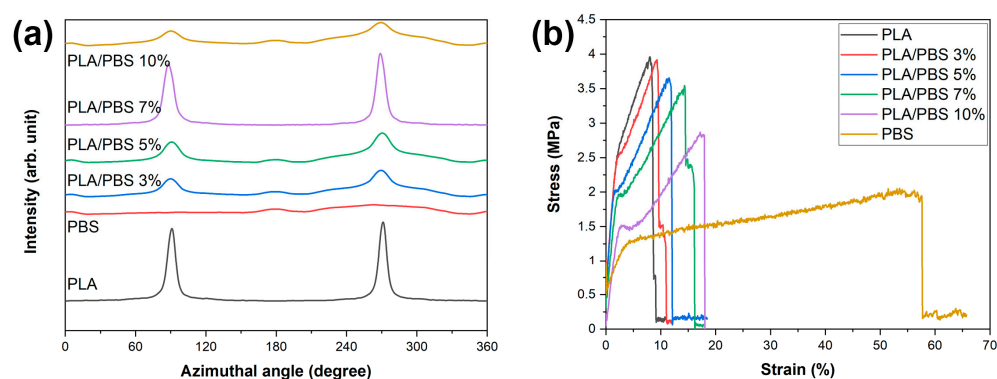 (a)
PLA/PBS 10%
PLA/PBS 7%
PLA/PBS 5%
PLA/PBS 3%
PBS
PLA
Intensity (arb. unit)
0 60 120 180 240 300 360
Azimuthal angle (degree)
(b)
PLA
PLA/PBS 3%
PLA/PBS 5%
PLA/PBS 7%
PLA/PBS 10%
PBS
4.5
4
3.5
3
2.5
2
1.5
1
0.5
0
Stress (MPa)
0 10 20 30 40 50 60 70
Strain (%)